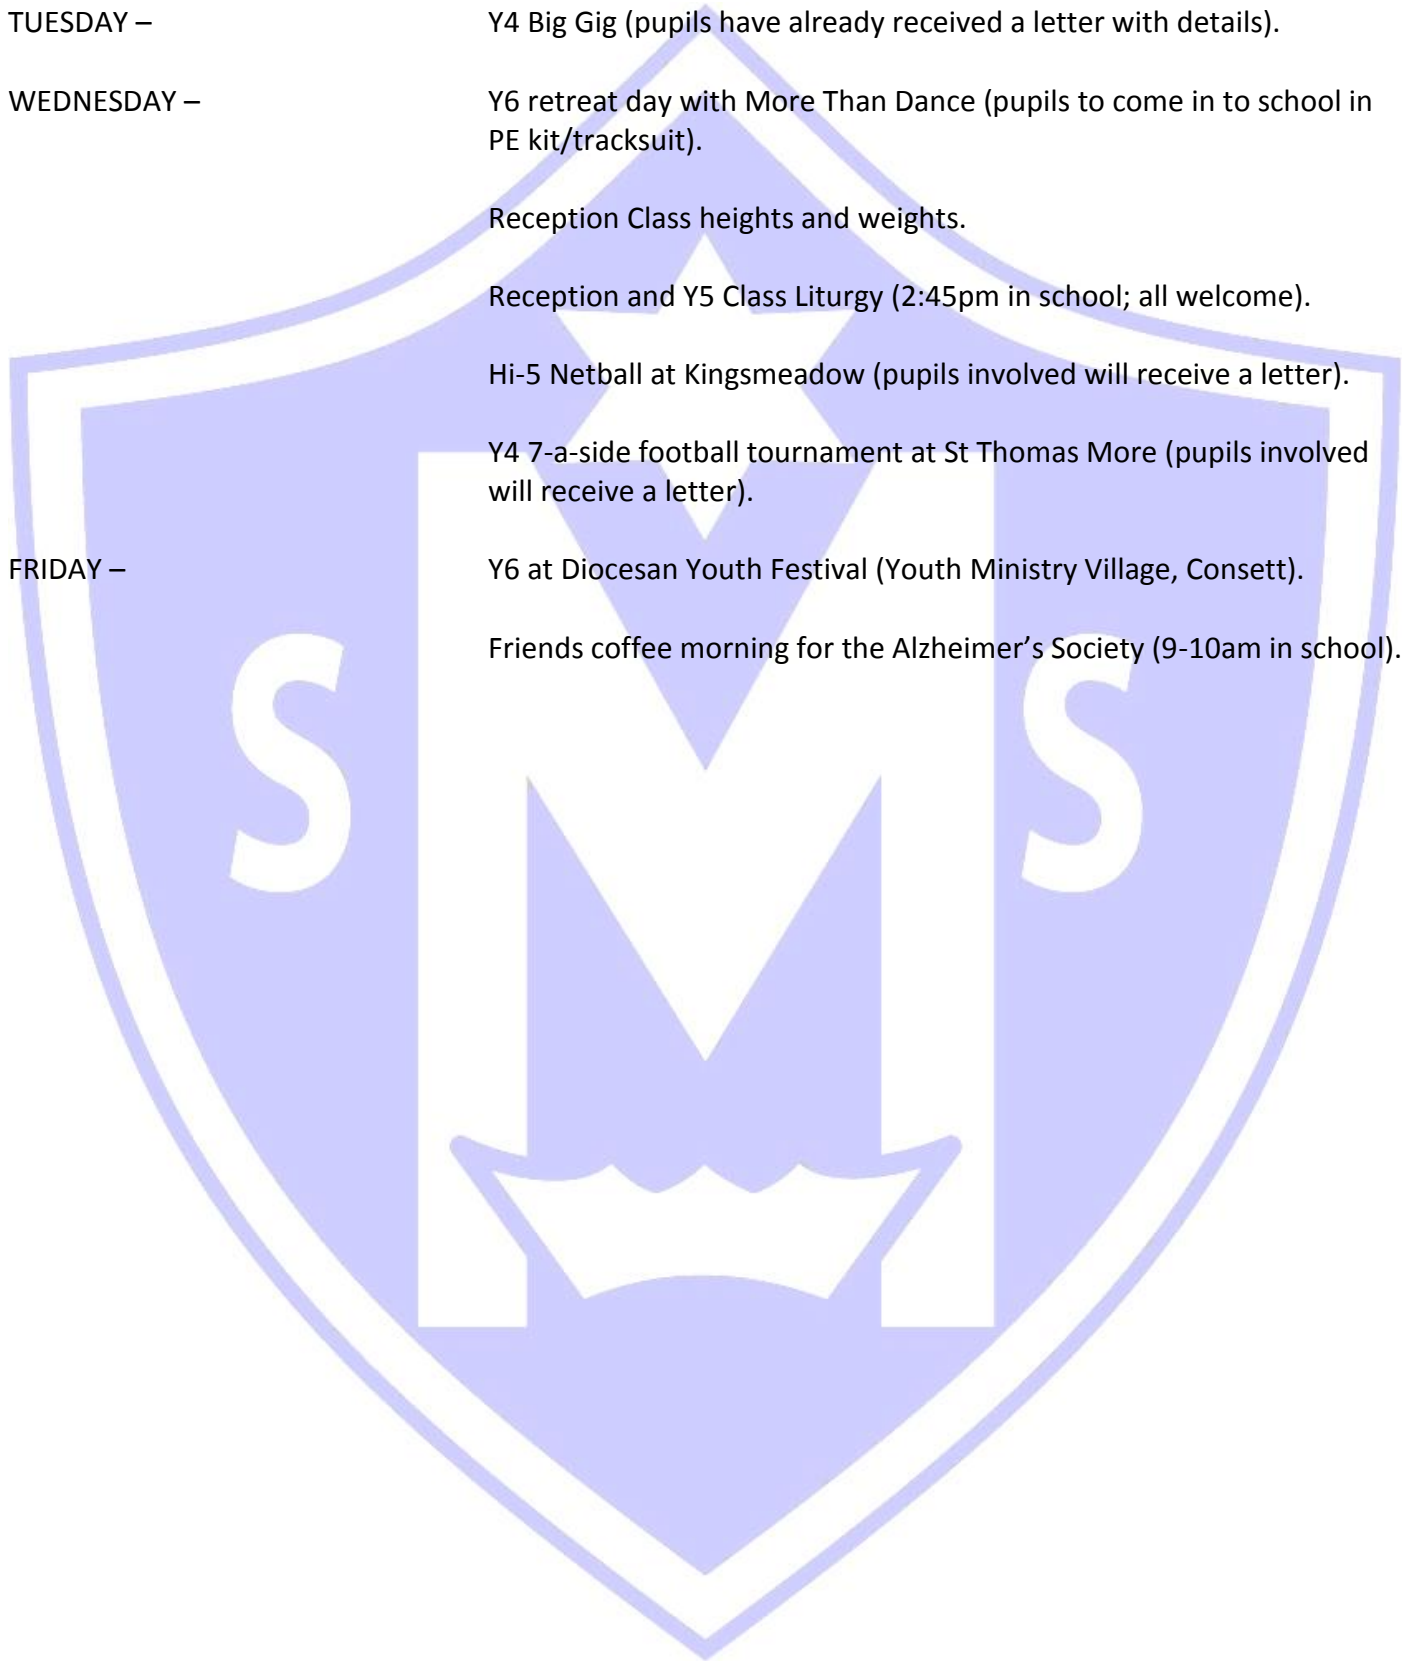 TUESDAY – Y4 Big Gig (pupils have already received a letter with details).
WEDNESDAY – Y6 retreat day with More Than Dance (pupils to come in to school in
PE kit/tracksuit).
Reception Class heights and weights.
Reception and Y5 Class Liturgy (2:45pm in school; all welcome).
Hi-5 Netball at Kingsmeadow (pupils involved will receive a letter).
Y4 7-a-side football tournament at St Thomas More (pupils involved
will receive a letter).
FRIDAY – Y6 at Diocesan Youth Festival (Youth Ministry Village, Consett).
Friends coffee morning for the Alzheimer’s Society (9-10am in school).
S M S